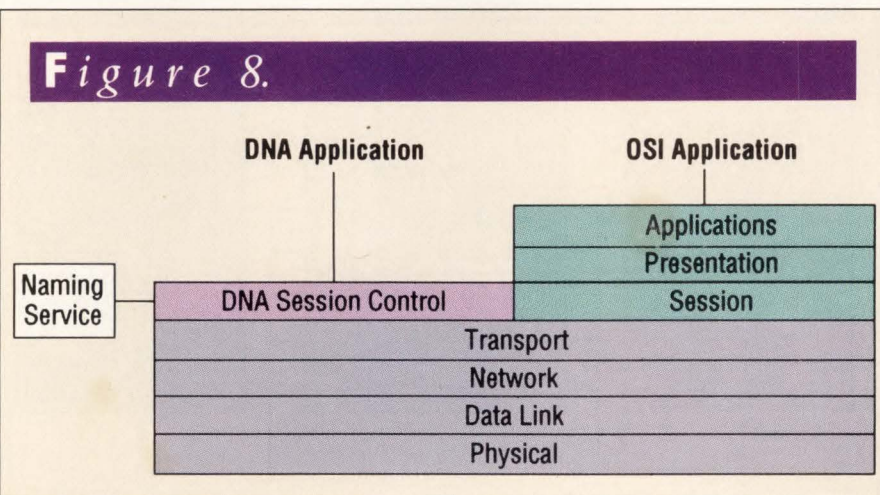 Figure 8.
DNA Application
OSI Application
Applications
Presentation
Naming
Service
DNA Session Control
Session
Transport
Network
Data Link
Physical